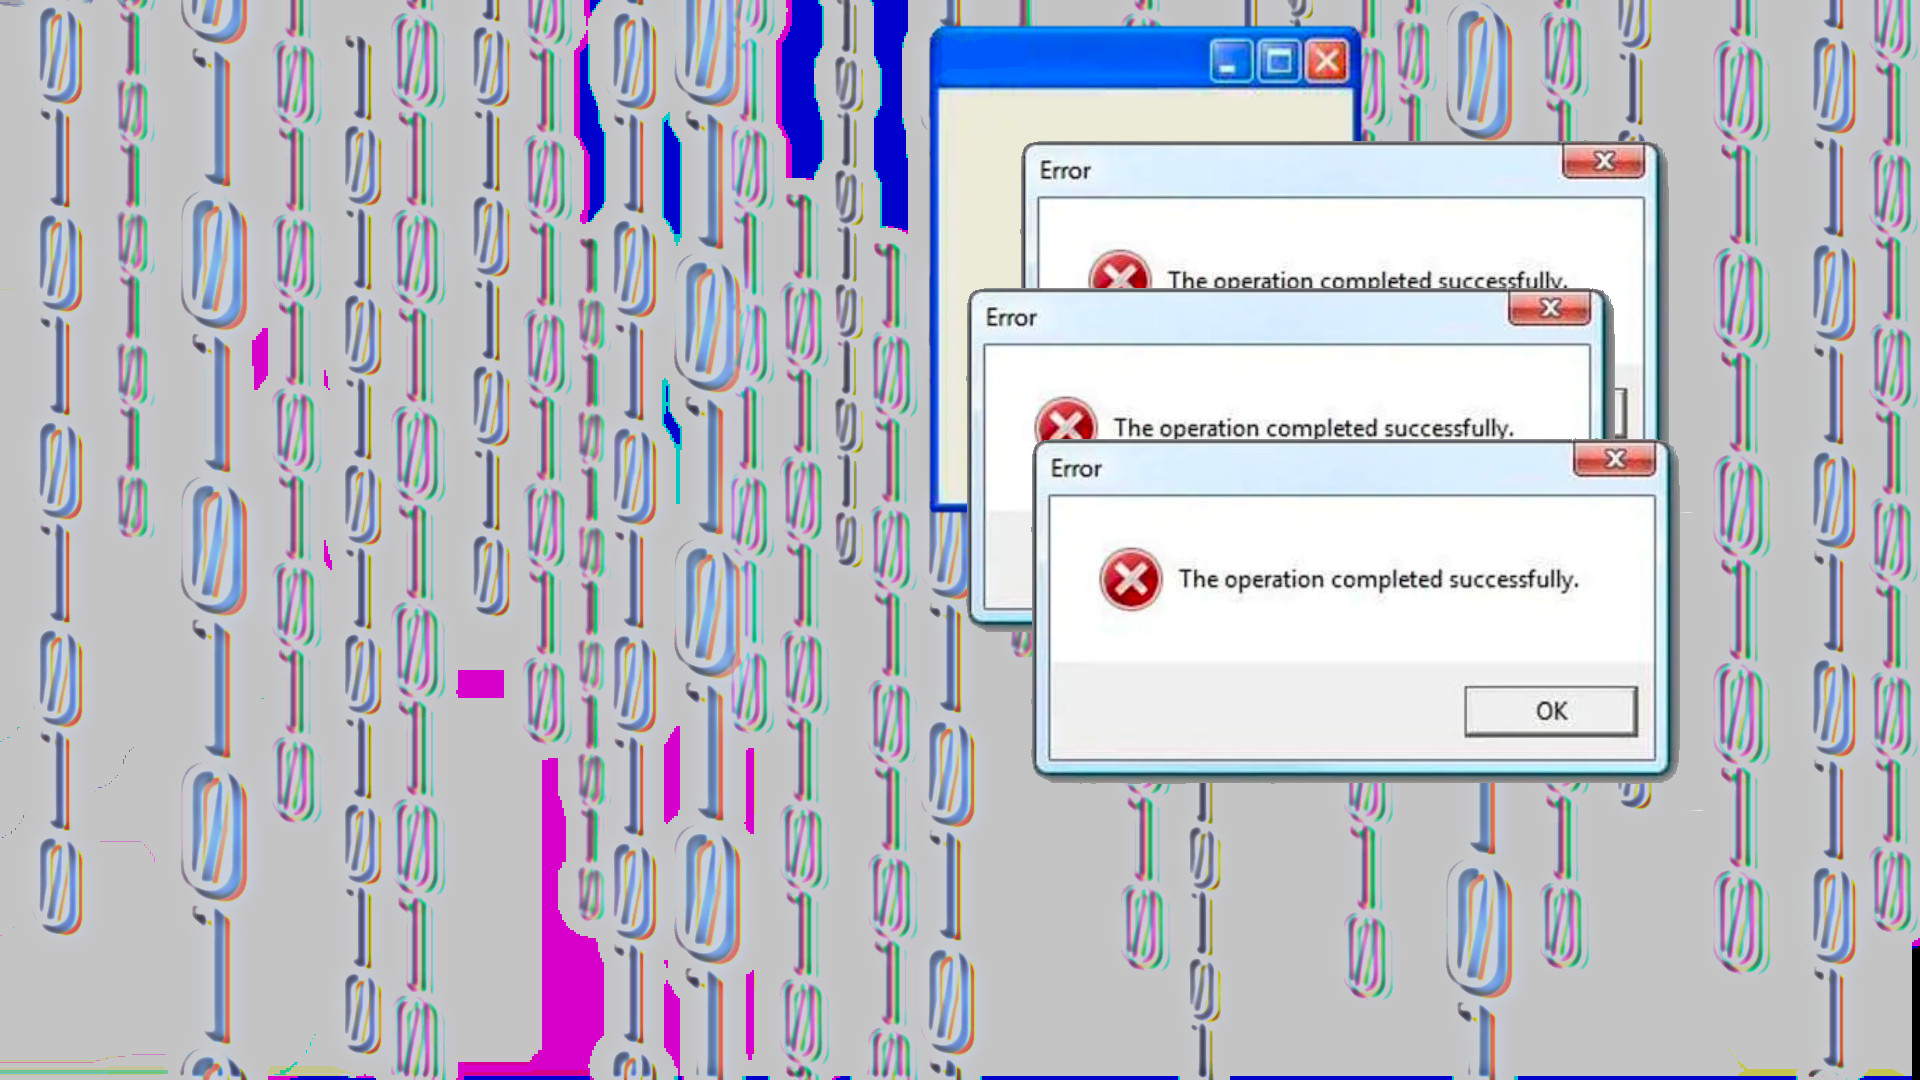 Error
The operation completed successfully.
Error
The operation completed successfully.
Error
The operation completed successfully.
OK